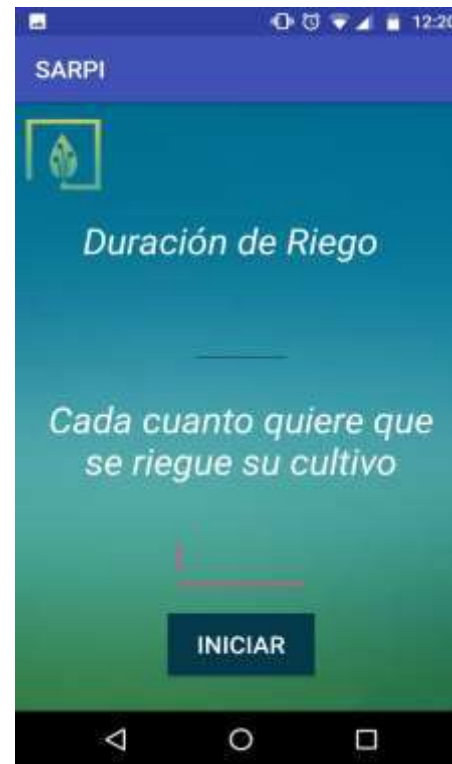 12:20
SARPI
Duración de Riego
Cada cuanto quiere que
se riegue su cultivo
INICIAR